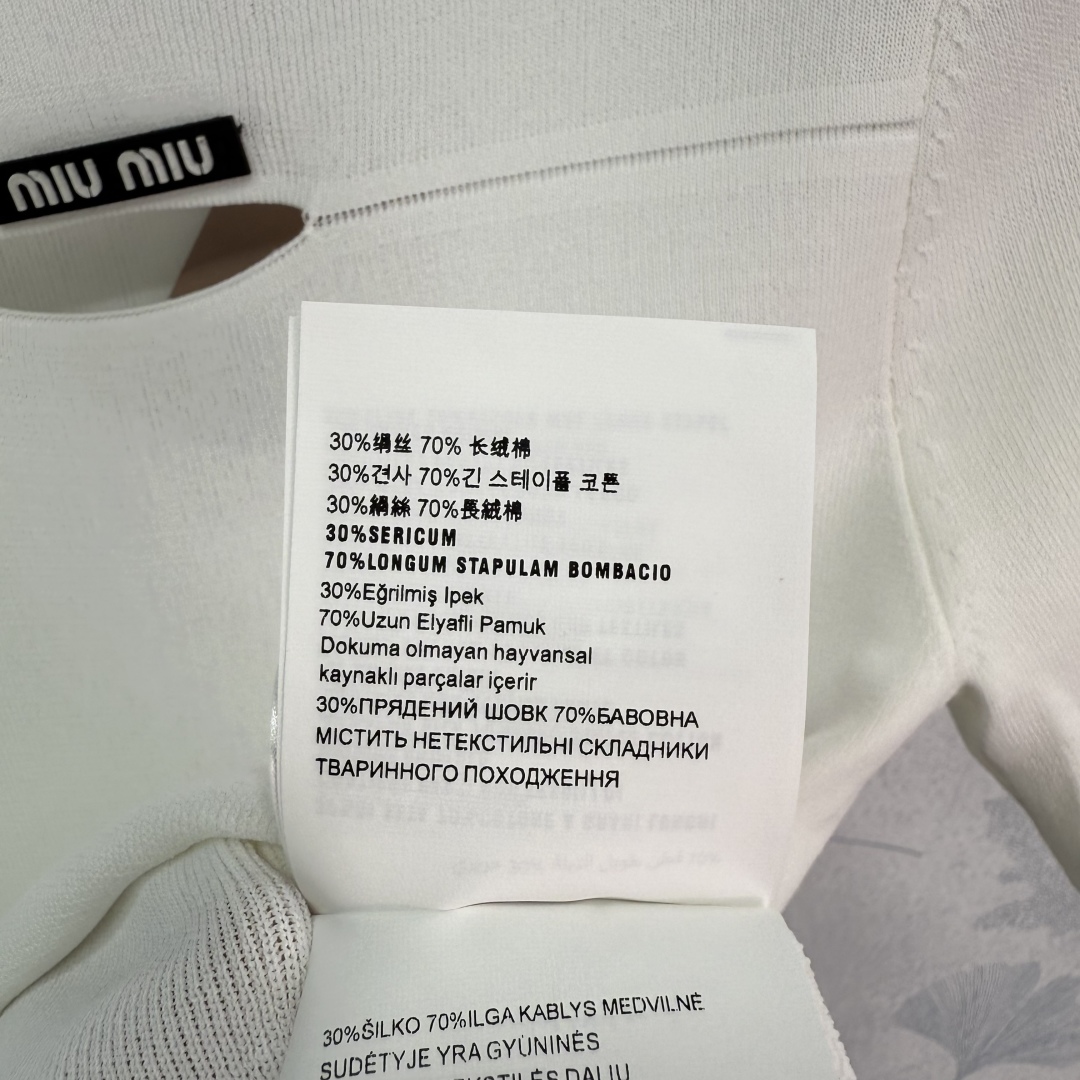 MIU MIU
30%绢丝 70% 长绒棉
30%견사 70%긴 스테이플 코튼
30%絹絲 70%長絨棉
30%SERICUM
70%LONGUM STAPULAM BOMBACIO
30%Eğrilmiş Ipek
70%Uzun Elyafli Pamuk
Dokuma olmayan hayvansal
kaynaklı parçalar içerir
30%ПРЯДЕНИЙ ШОВК 70%БАВОВНА
МІСТИТЬ НЕТЕКСТИЛЬНІ СКЛАДНИКИ
ТВАРИННОГО ПОХОДЖЕННЯ
30%ŠILKO 70%ILGA KABLYS MEDVILNĖ
SUDĖTYJE YRA GYŪNINĖS
DALIŲ